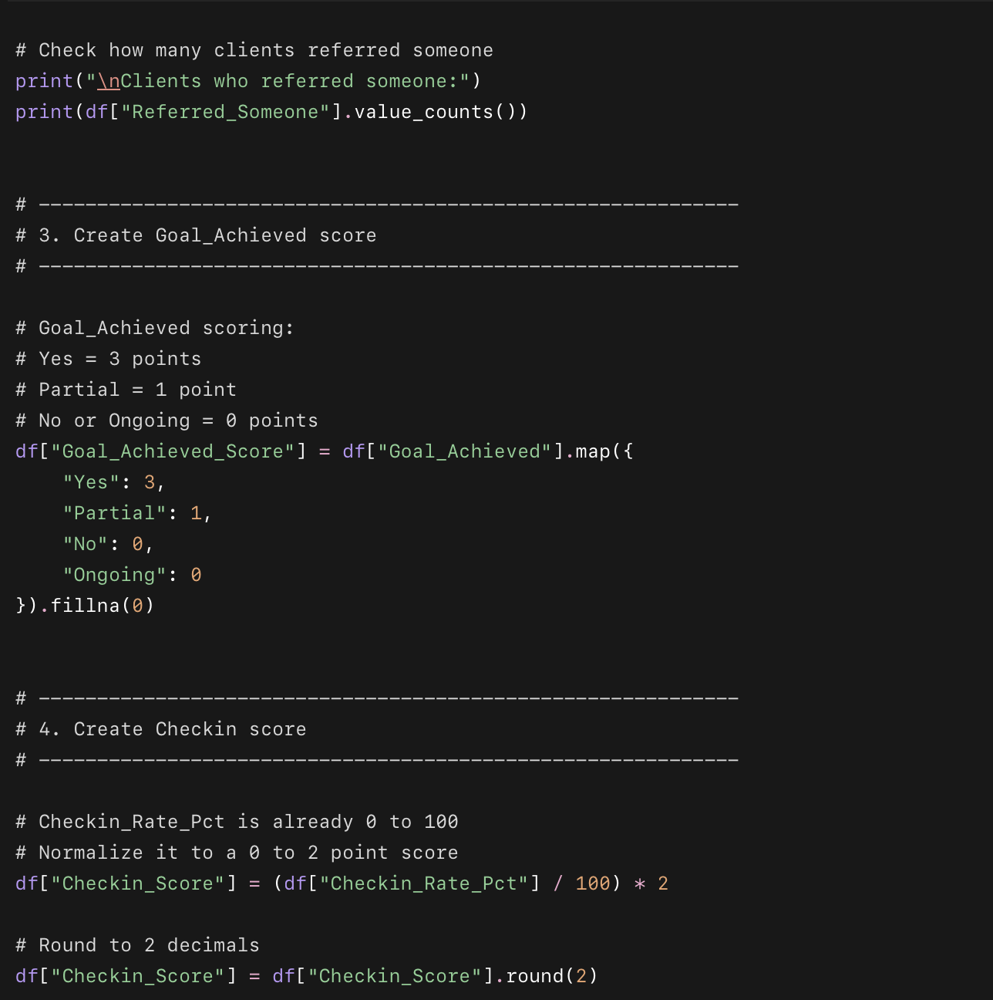 # Check how many clients referred someone
print("\nClients who referred someone:")
print(df["Referred_Someone"].value_counts())
# ------------------------------------------------------------
# 3. Create Goal_Achieved score
# ------------------------------------------------------------
# Goal_Achieved scoring:
# Yes = 3 points
# Partial = 1 point
# No or Ongoing = 0 points
df["Goal_Achieved_Score"] = df["Goal_Achieved"].map({
    "Yes": 3,
    "Partial": 1,
    "No": 0,
    "Ongoing": 0
}).fillna(0)
# ------------------------------------------------------------
# 4. Create Checkin score
# ------------------------------------------------------------
# Checkin_Rate_Pct is already 0 to 100
# Normalize it to a 0 to 2 point score
df["Checkin_Score"] = (df["Checkin_Rate_Pct"] / 100) * 2
# Round to 2 decimals
df["Checkin_Score"] = df["Checkin_Score"].round(2)